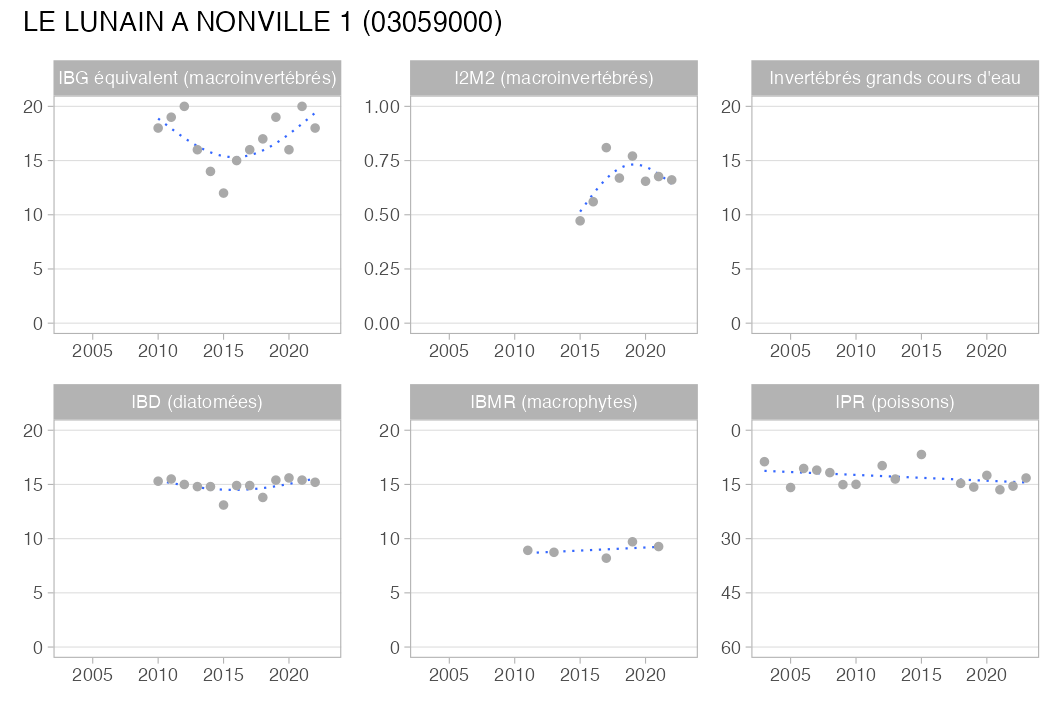 LE LUNAIN A NONVILLE 1 (03059000)
IBG équivalent (macroinvertébrés)
I2M2 (macroinvertébrés)
Invertébrés grands cours d'eau
20
15
10
5
0
1.00
0.75
0.50
0.25
0.00
20
15
10
5
0
2005 2010 2015 2020
2005 2010 2015 2020
2005 2010 2015 2020
IBD (diatomées)
IBMR (macrophytes)
IPR (poissons)
20
15
10
5
0
20
15
10
5
0
0
15
30
45
60
2005 2010 2015 2020
2005 2010 2015 2020
2005 2010 2015 2020